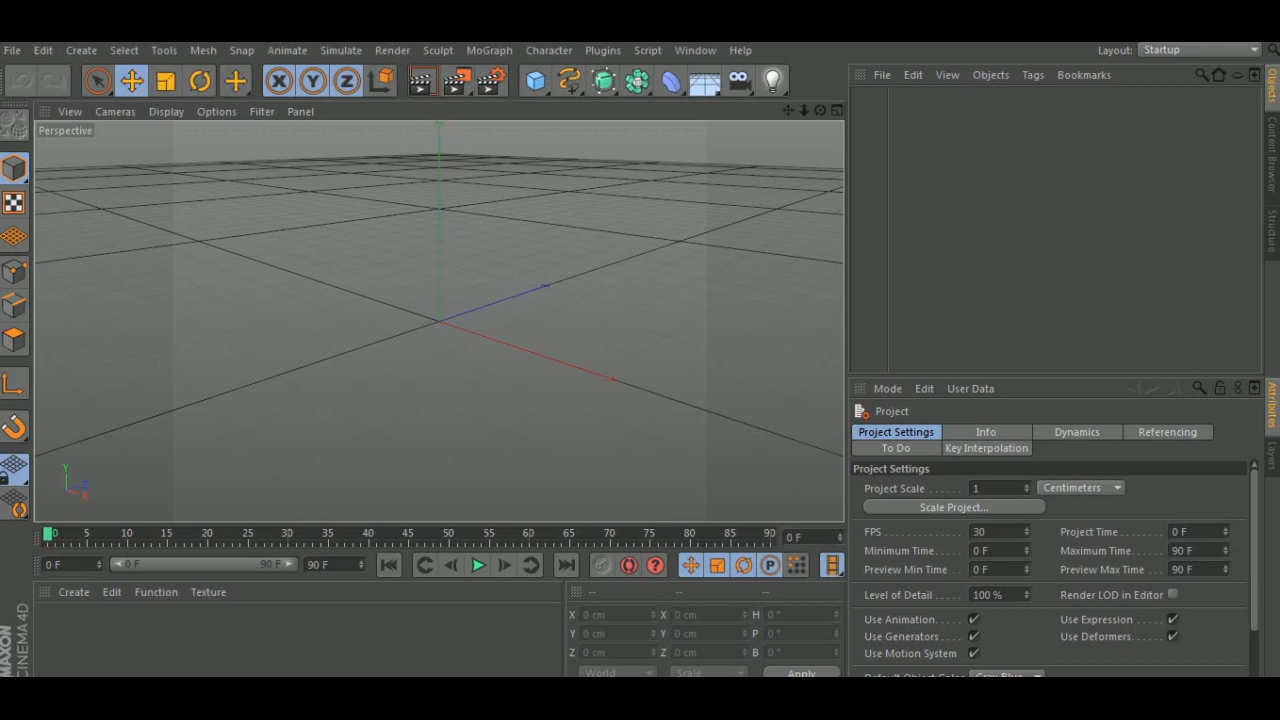 File Edit Create Select Tools Mesh Snap Animate Simulate Render Sculpt MoGraph Character Plugins Script Window Help Layout: Startup
X Y Z
File Edit View Objects Tags Bookmarks
View Cameras Display Options Filter Panel
Perspective
Objects
Content Browser
Structure
Y
Z
X
Mode Edit User Data
Project
Project Settings Info Dynamics Referencing
To Do Key Interpolation
Attributes
Layers
Project Settings
Project Scale ...... 1 Centimeters
Scale Project...
FPS 30 Project Time 0 F
Minimum Time 0 F Maximum Time 90 F
Preview Min Time 0 F Preview Max Time 90 F
Level of Detail 100 % Render LOD in Editor
Use Animation Use Expression
Use Generators Use Deformers
Use Motion System
0 5 10 15 20 25 30 35 40 45 50 55 60 65 70 75 80 85 90 0 F
0 F 0 F 90 F 90 F ? P
Create Edit Function Texture -- -- --
X 0 cm X 0 cm H 0 °
Y 0 cm Y 0 cm P 0 °
Z 0 cm Z 0 cm B 0 °
World Scale Apply
MAXON
CINEMA 4D